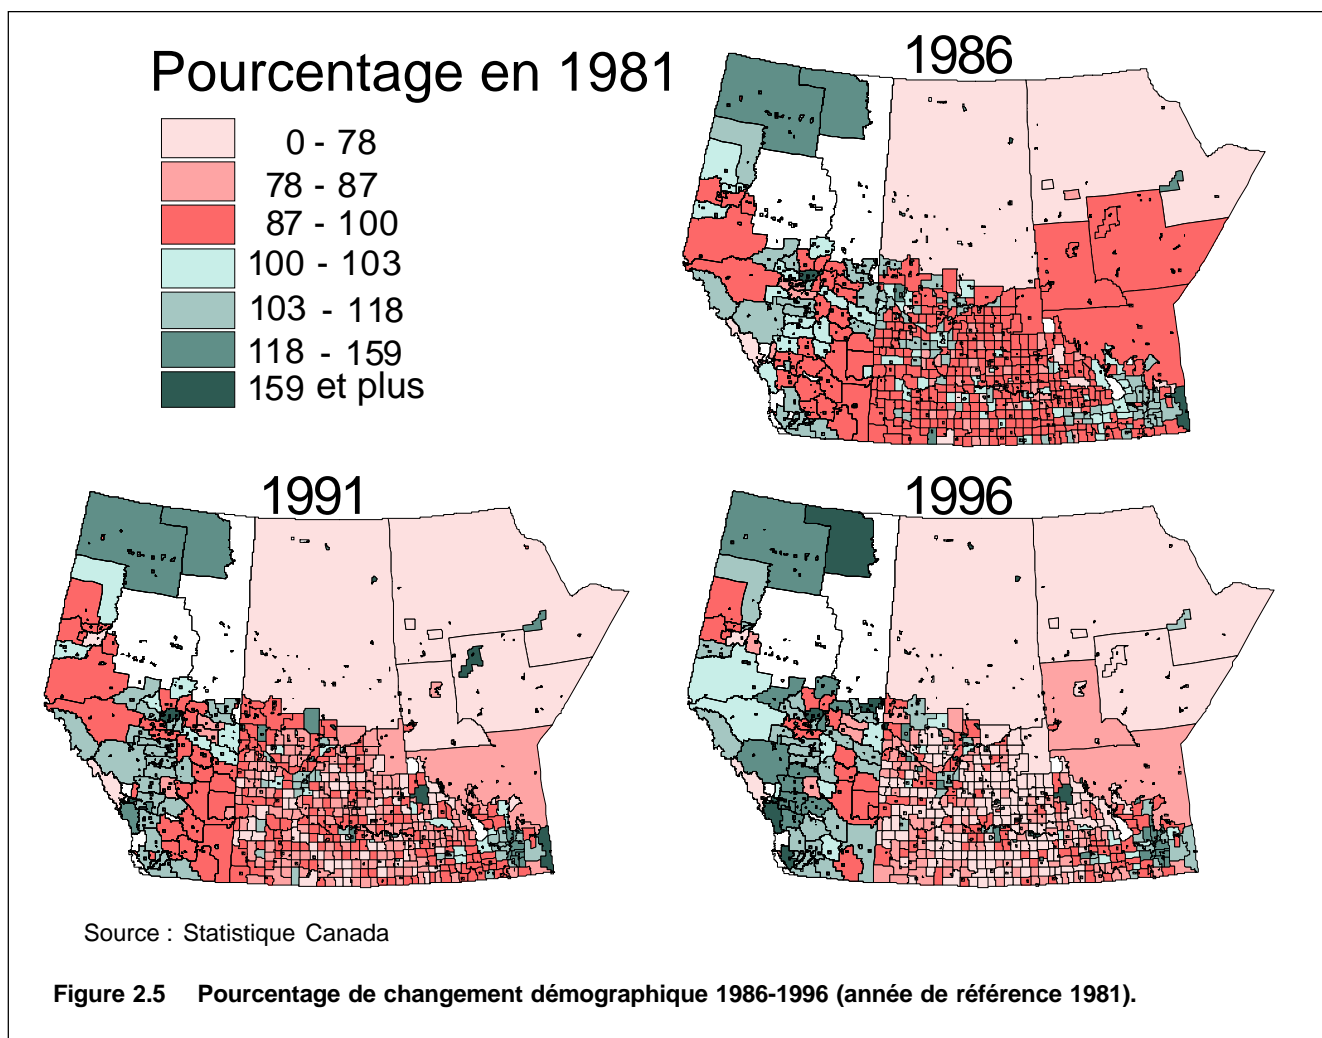 Pourcentage en 1981
0 - 78
78 - 87
87 - 100
100 - 103
103 - 118
118 - 159
159 et plus
1986
1991
1996
Source : Statistique Canada
Figure 2.5 Pourcentage de changement démographique 1986-1996 (année de référence 1981).